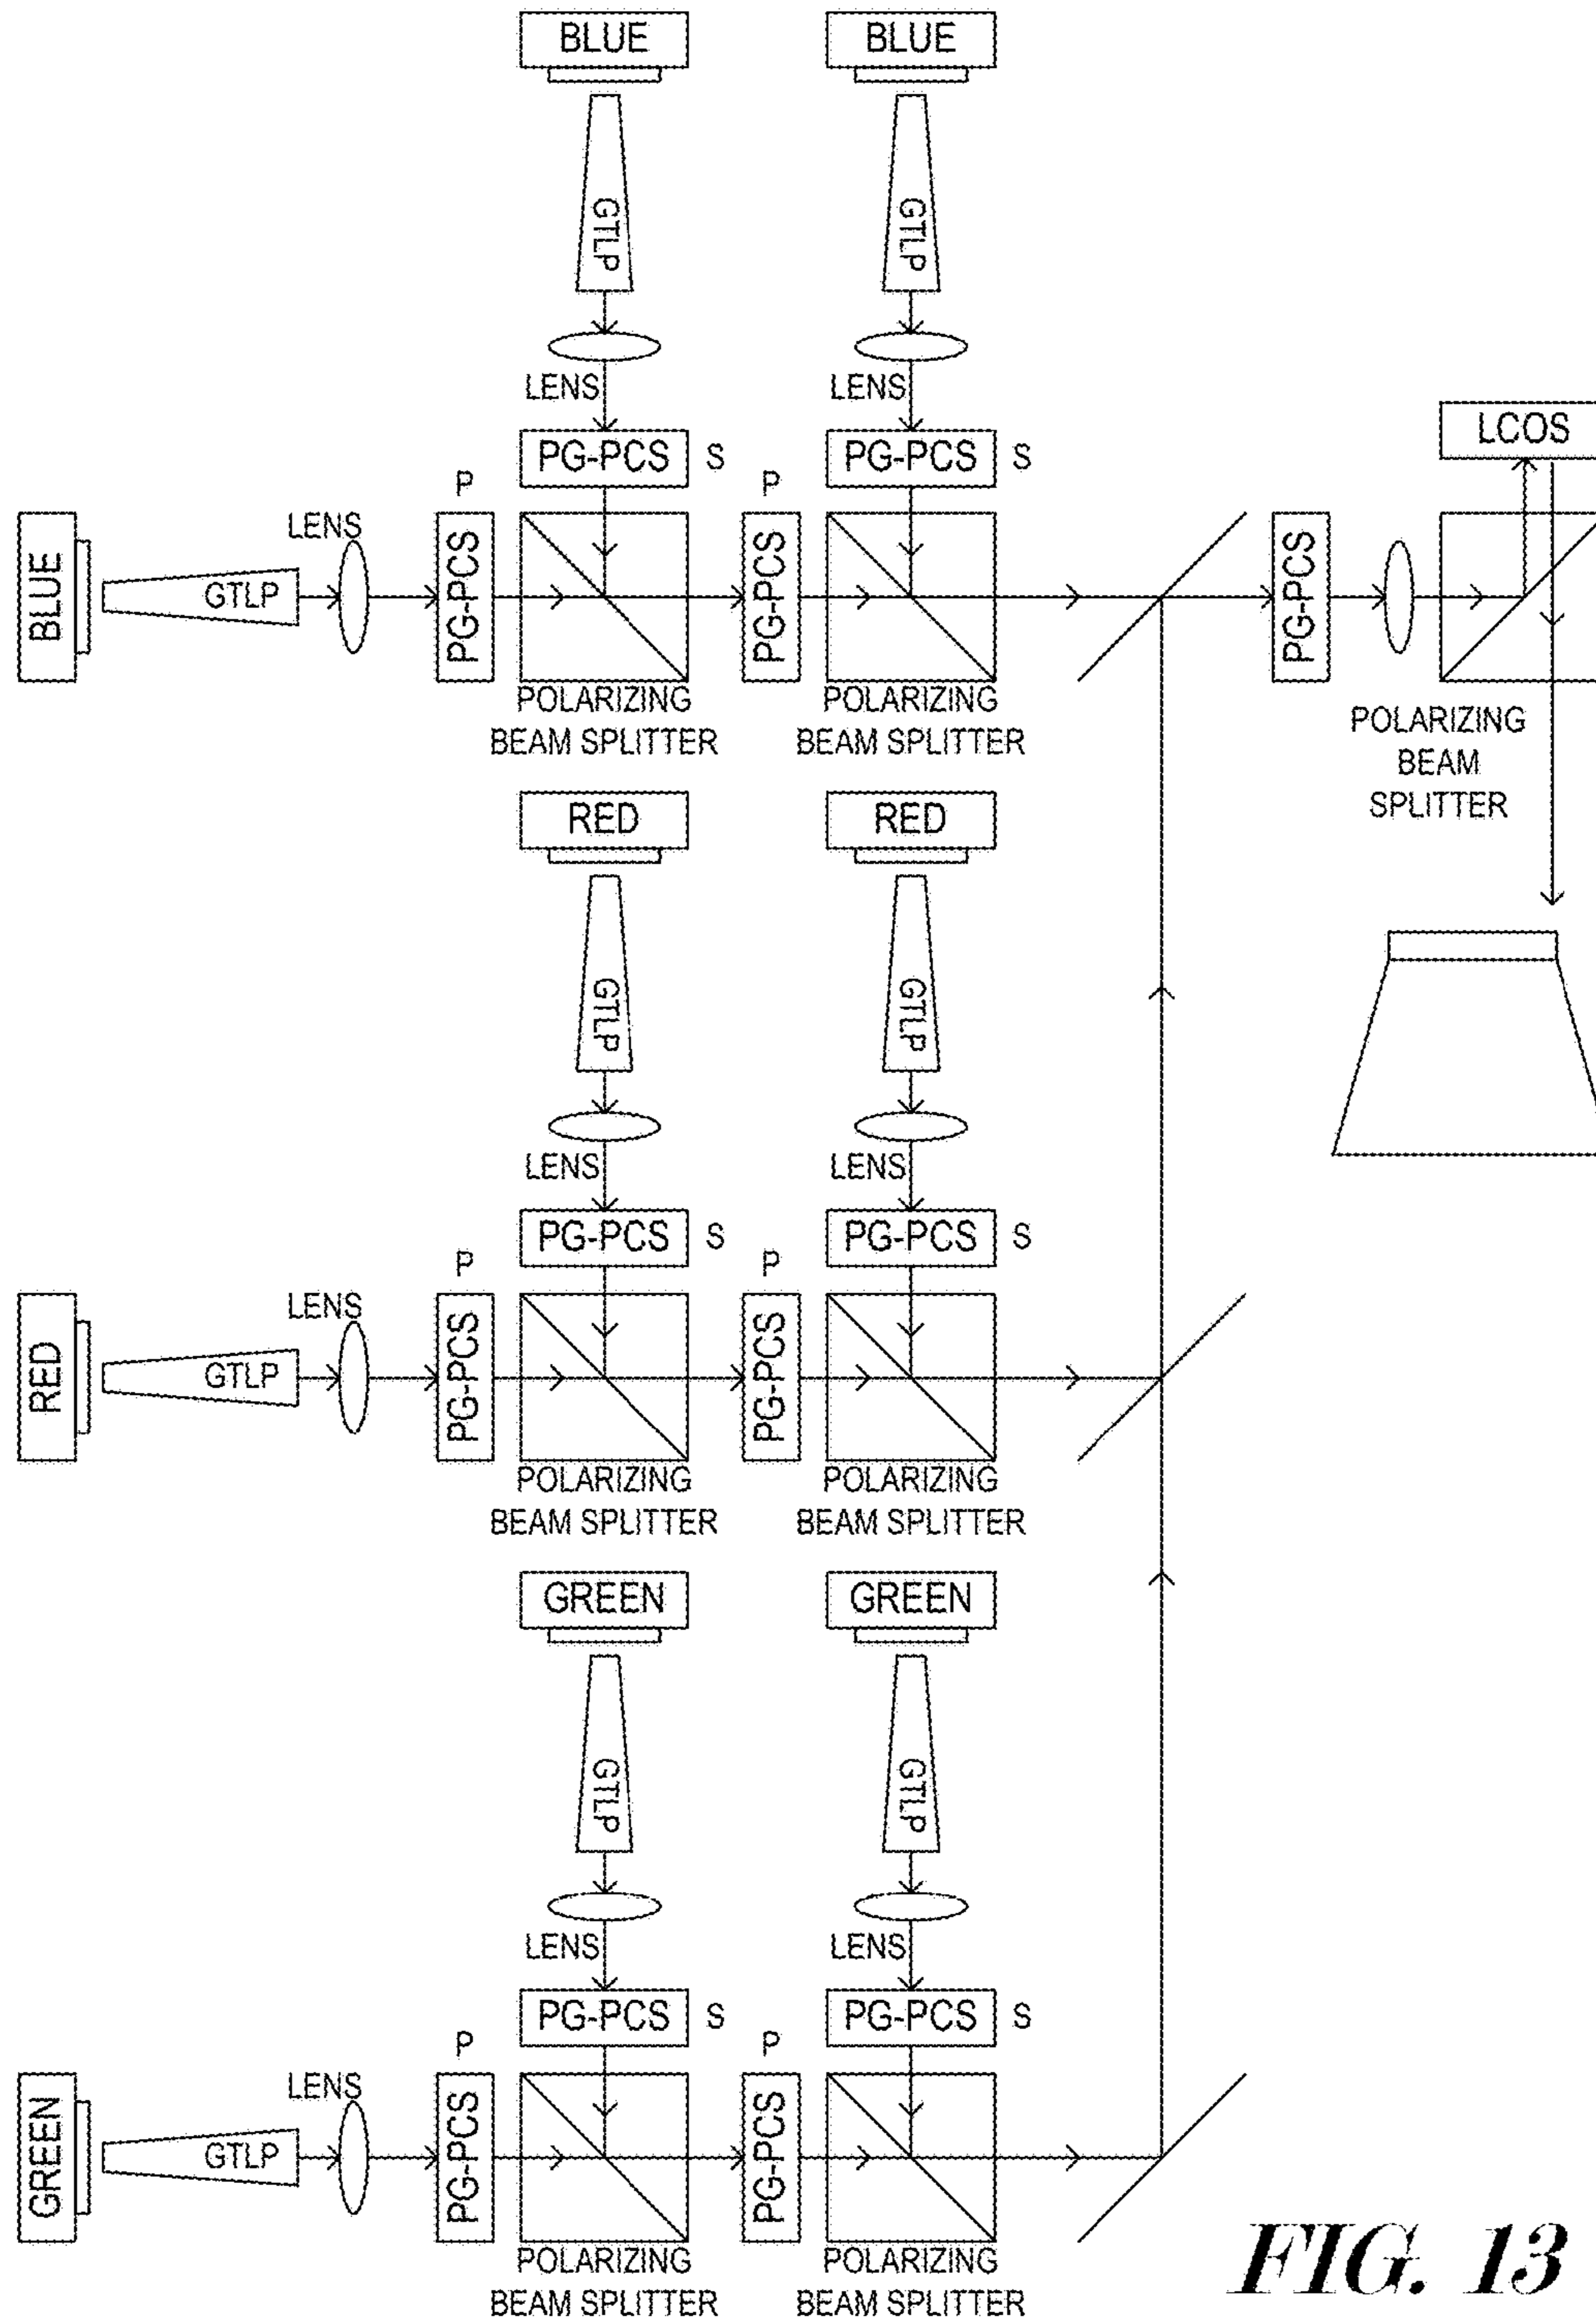 BLUE BLUE
GTLP GTLP
LENS LENS
PG-PCS S PG-PCS S LCOS
P P
BLUE GTLP LENS PG-PCS PG-PCS PG-PCS
POLARIZING POLARIZING POLARIZING
BEAM SPLITTER BEAM SPLITTER BEAM
SPLITTER
RED RED
GTLP GTLP
LENS LENS
PG-PCS S PG-PCS S
P P
RED GTLP LENS PG-PCS PG-PCS
POLARIZING POLARIZING
BEAM SPLITTER BEAM SPLITTER
GREEN GREEN
GTLP GTLP
LENS LENS
PG-PCS S PG-PCS S
P P
GREEN GTLP LENS PG-PCS PG-PCS
POLARIZING POLARIZING
BEAM SPLITTER BEAM SPLITTER
FIG. 13